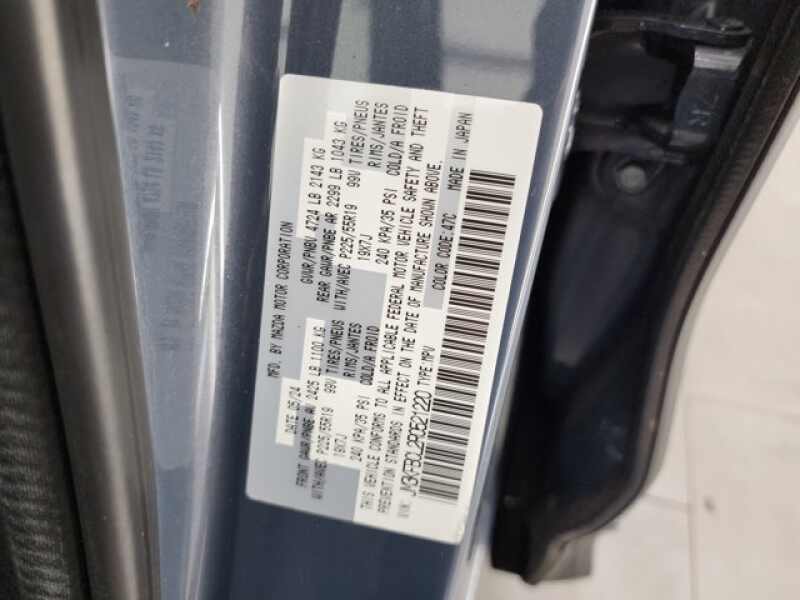 MFD. BY MAZDA MOTOR CORPORATION
DATE 05/24 GVWR/PNBV 4724 LB 2143 KG
FRONT GAWR/PNBE AV 2425 LB 1100 KG REAR GAWR/PNBE AR 2299 LB 1043 KG
WITH/AVEC P225/55R19 99V TIRES/PNEUS WITH/AVEC P225/55R19 99V TIRES/PNEUS
19X7J RIMS/JANTES 19X7J RIMS/JANTES
240 KPA/35 PSI COLD/A FROID 240 KPA/35 PSI COLD/A FROID
THIS VEHICLE CONFORMS TO ALL APPLICABLE FEDERAL MOTOR VEHICLE SAFETY AND THEFT
PREVENTION STANDARDS IN EFFECT ON THE DATE OF MANUFACTURE SHOWN ABOVE.
VIN: JM3KFBCL2R0521220 TYPE:MPV COLOR CODE:47C MADE IN JAPAN